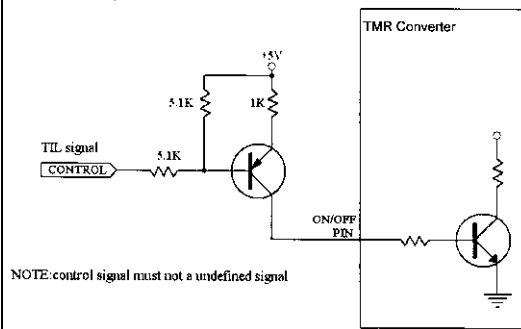 TMR Converter
+5V
5.1K
1K
TIL signal
5.1K
CONTROL
ON/OFF
PIN
NOTE:control signal must not a undefined signal